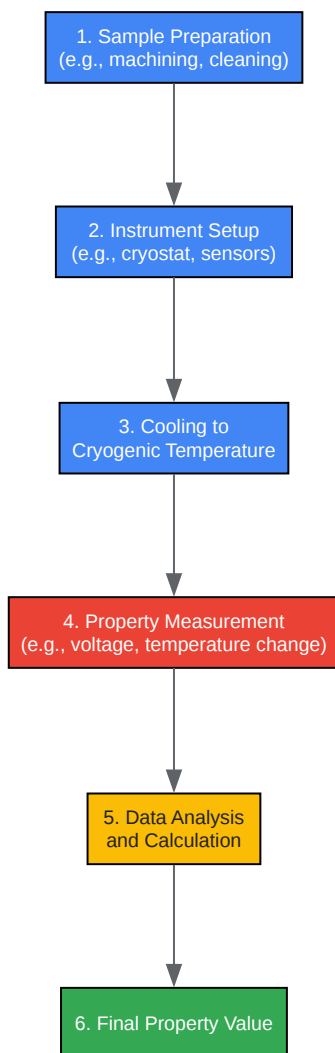 1. Sample Preparation
(e.g., machining, cleaning)
2. Instrument Setup
(e.g., cryostat, sensors)
3. Cooling to
Cryogenic Temperature
4. Property Measurement
(e.g., voltage, temperature change)
5. Data Analysis
and Calculation
6. Final Property Value